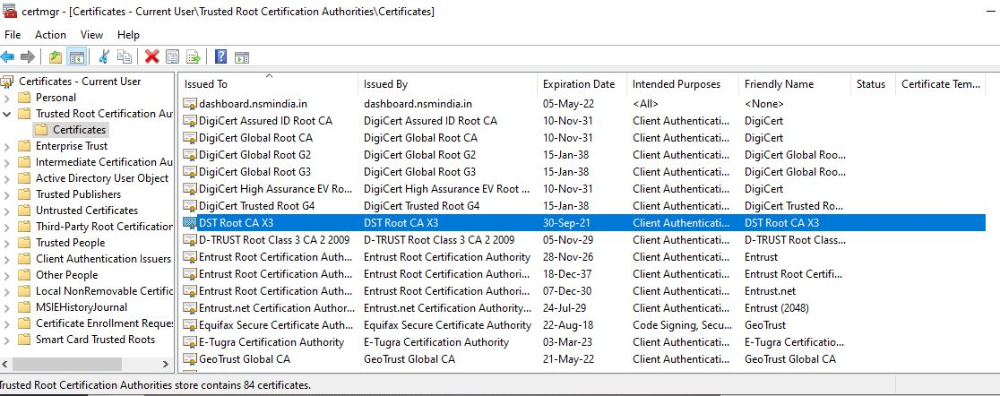 certmgr - [Certificates - Current User\Trusted Root Certification Authorities\Certificates]
File Action View Help
Certificates - Current User
Personal
Trusted Root Certification Au
Certificates
Enterprise Trust
Intermediate Certification Au
Active Directory User Object
Trusted Publishers
Untrusted Certificates
Third-Party Root Certification
Trusted People
Client Authentication Issuers
Other People
Local NonRemovable Certific
MSIEHistoryJournal
Certificate Enrollment Reque
Smart Card Trusted Roots
Issued To Issued By Expiration Date Intended Purposes Friendly Name Status Certificate Tem...
dashboard.nsmindia.in dashboard.nsmindia.in 05-May-22 <All> <None>
DigiCert Assured ID Root CA DigiCert Assured ID Root CA 10-Nov-31 Client Authenticati... DigiCert
DigiCert Global Root CA DigiCert Global Root CA 10-Nov-31 Client Authenticati... DigiCert
DigiCert Global Root G2 DigiCert Global Root G2 15-Jan-38 Client Authenticati... DigiCert Global Roo...
DigiCert Global Root G3 DigiCert Global Root G3 15-Jan-38 Client Authenticati... DigiCert Global Roo...
DigiCert High Assurance EV Ro... DigiCert High Assurance EV Root ... 10-Nov-31 Client Authenticati... DigiCert
DigiCert Trusted Root G4 DigiCert Trusted Root G4 15-Jan-38 Client Authenticati... DigiCert Trusted Ro...
DST Root CA X3 DST Root CA X3 30-Sep-21 Client Authenticati... DST Root CA X3
D-TRUST Root Class 3 CA 2 2009 D-TRUST Root Class 3 CA 2 2009 05-Nov-29 Client Authenticati... D-TRUST Root Class...
Entrust Root Certification Auth... Entrust Root Certification Authority 28-Nov-26 Client Authenticati... Entrust
Entrust Root Certification Auth... Entrust Root Certification Authori... 18-Dec-37 Client Authenticati... Entrust Root Certifi...
Entrust Root Certification Auth... Entrust Root Certification Authori... 07-Dec-30 Client Authenticati... Entrust.net
Entrust.net Certification Auth... Entrust.net Certification Authority... 24-Jul-29 Client Authenticati... Entrust (2048)
Equifax Secure Certificate Auth... Equifax Secure Certificate Authori... 22-Aug-18 Code Signing, Secu... GeoTrust
E-Tugra Certification Authority E-Tugra Certification Authority 03-Mar-23 Client Authenticati... E-Tugra Certificatio...
GeoTrust Global CA GeoTrust Global CA 21-May-22 Client Authenticati... GeoTrust Global CA
Trusted Root Certification Authorities store contains 84 certificates.